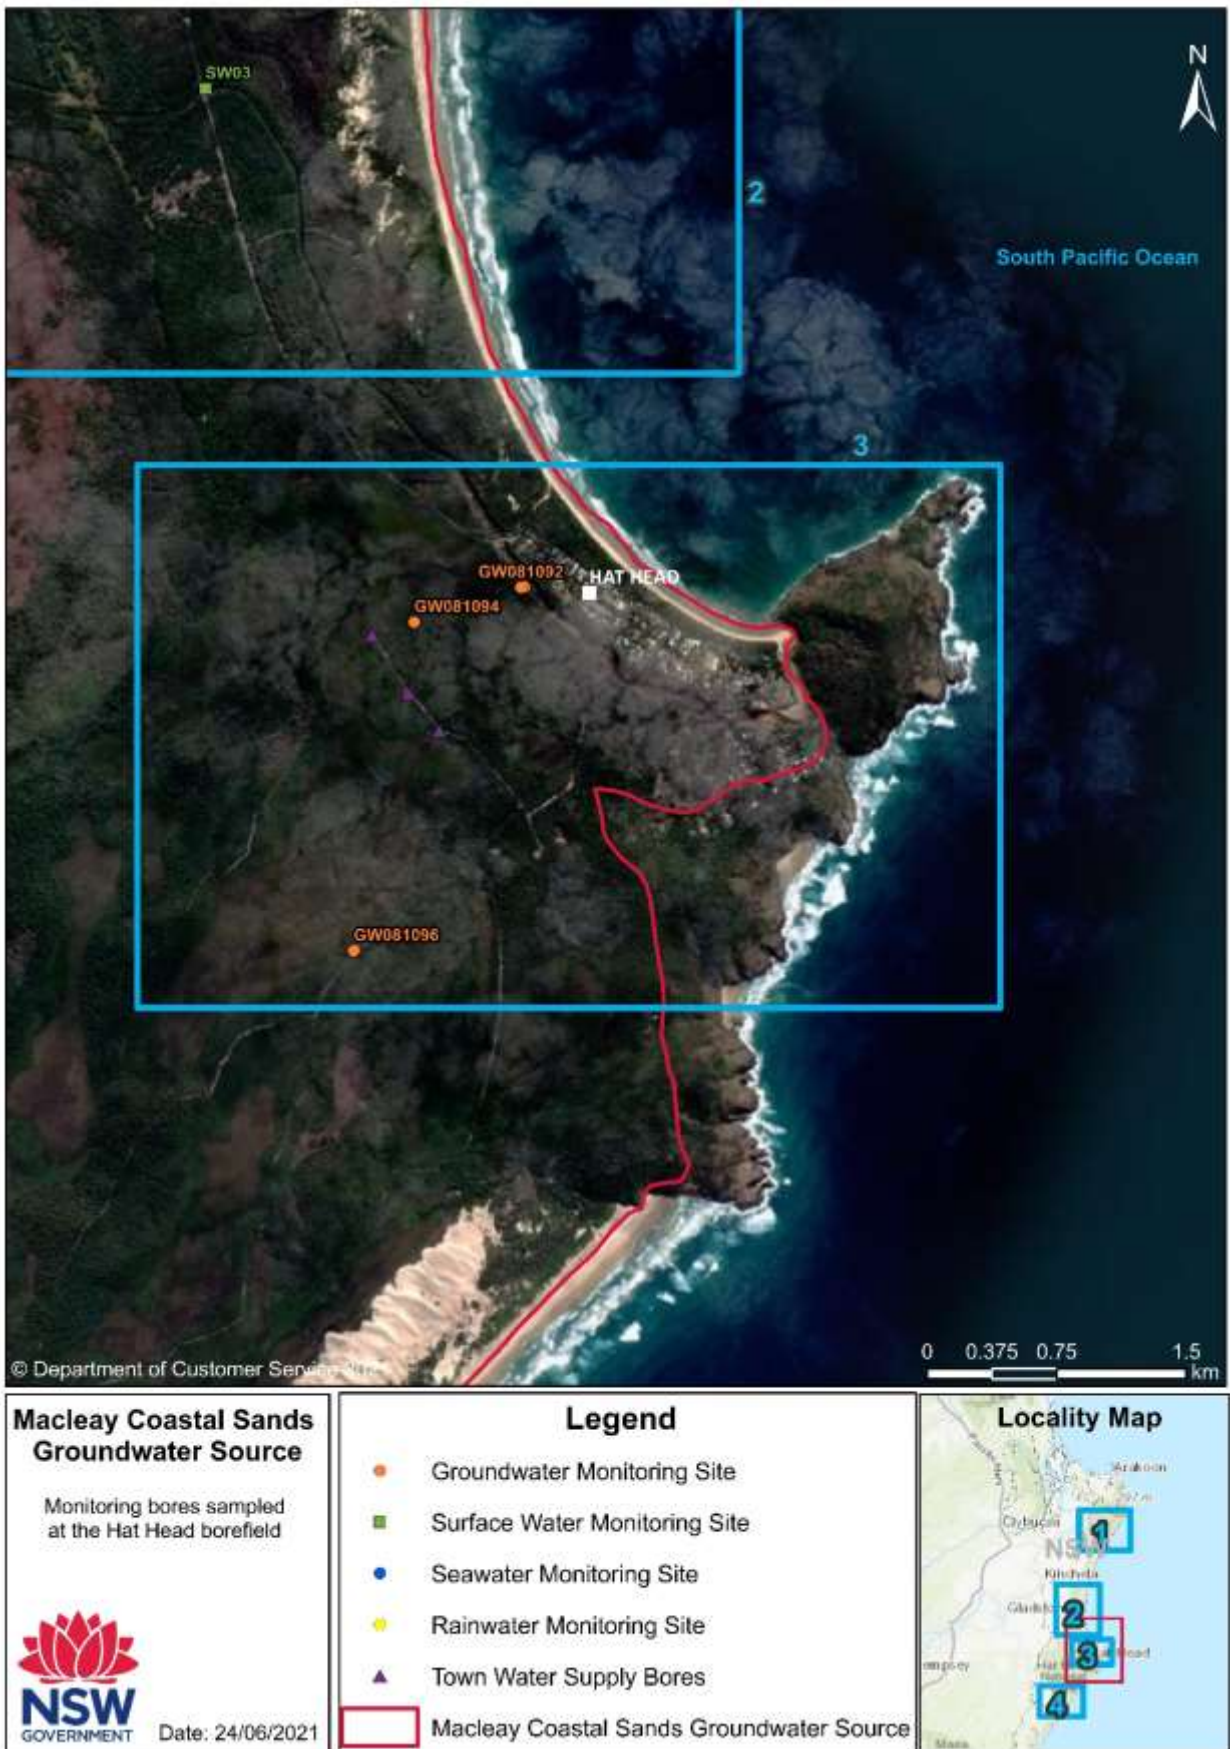 SW03
N
2
South Pacific Ocean
3
GW081092
HAT HEAD
GW081094
GW081096
0 0.375 0.75 1.5
km
© Department of Customer Service
Macleay Coastal Sands
Groundwater Source
Monitoring bores sampled
at the Hat Head borefield
NSW
GOVERNMENT
Date: 24/06/2021
Legend
Groundwater Monitoring Site
Surface Water Monitoring Site
Seawater Monitoring Site
Rainwater Monitoring Site
Town Water Supply Bores
Macleay Coastal Sands Groundwater Source
Locality Map
Arakoon
1
NSW
Kinchela
2
3
Head
4